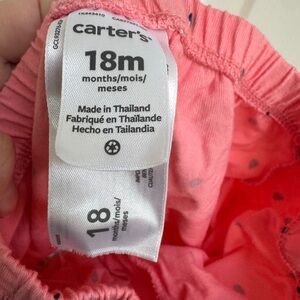 carter's
18m
months/mois/
meses
Made in Thailand
Fabriqué en Thaïlande
Hecho en Tailandia
18
months/mois/
meses